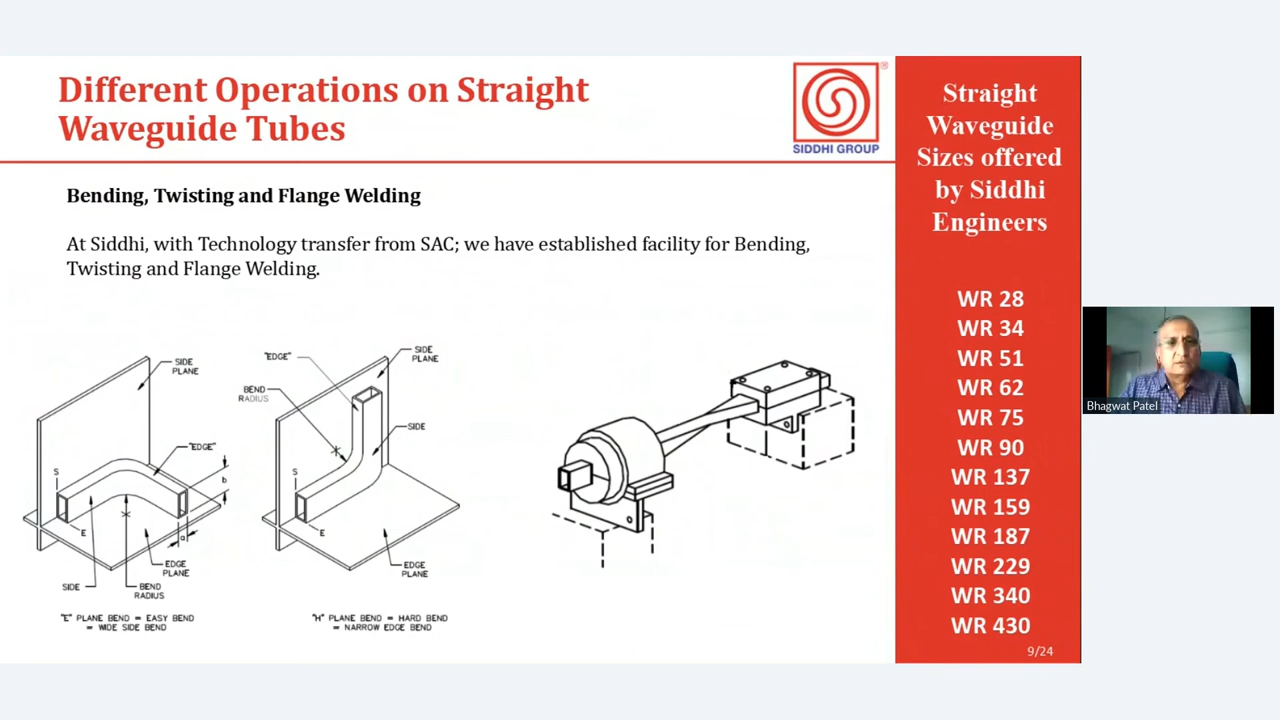 Different Operations on Straight
Waveguide Tubes
®
SIDDHI GROUP
Bending, Twisting and Flange Welding
At Siddhi, with Technology transfer from SAC; we have established facility for Bending,
Twisting and Flange Welding.
SIDE
PLANE
"EDGE"
S
b
E
a
SIDE
BEND
RADIUS
EDGE
PLANE
"E" PLANE BEND = EASY BEND
= WIDE SIDE BEND
"EDGE"
SIDE
PLANE
BEND
RADIUS
SIDE
S
E
EDGE
PLANE
"H" PLANE BEND = HARD BEND
= NARROW EDGE BEND
Straight
Waveguide
Sizes offered
by Siddhi
Engineers
WR 28
WR 34
WR 51
WR 62
WR 75
WR 90
WR 137
WR 159
WR 187
WR 229
WR 340
WR 430
9/24
Bhagwat Patel